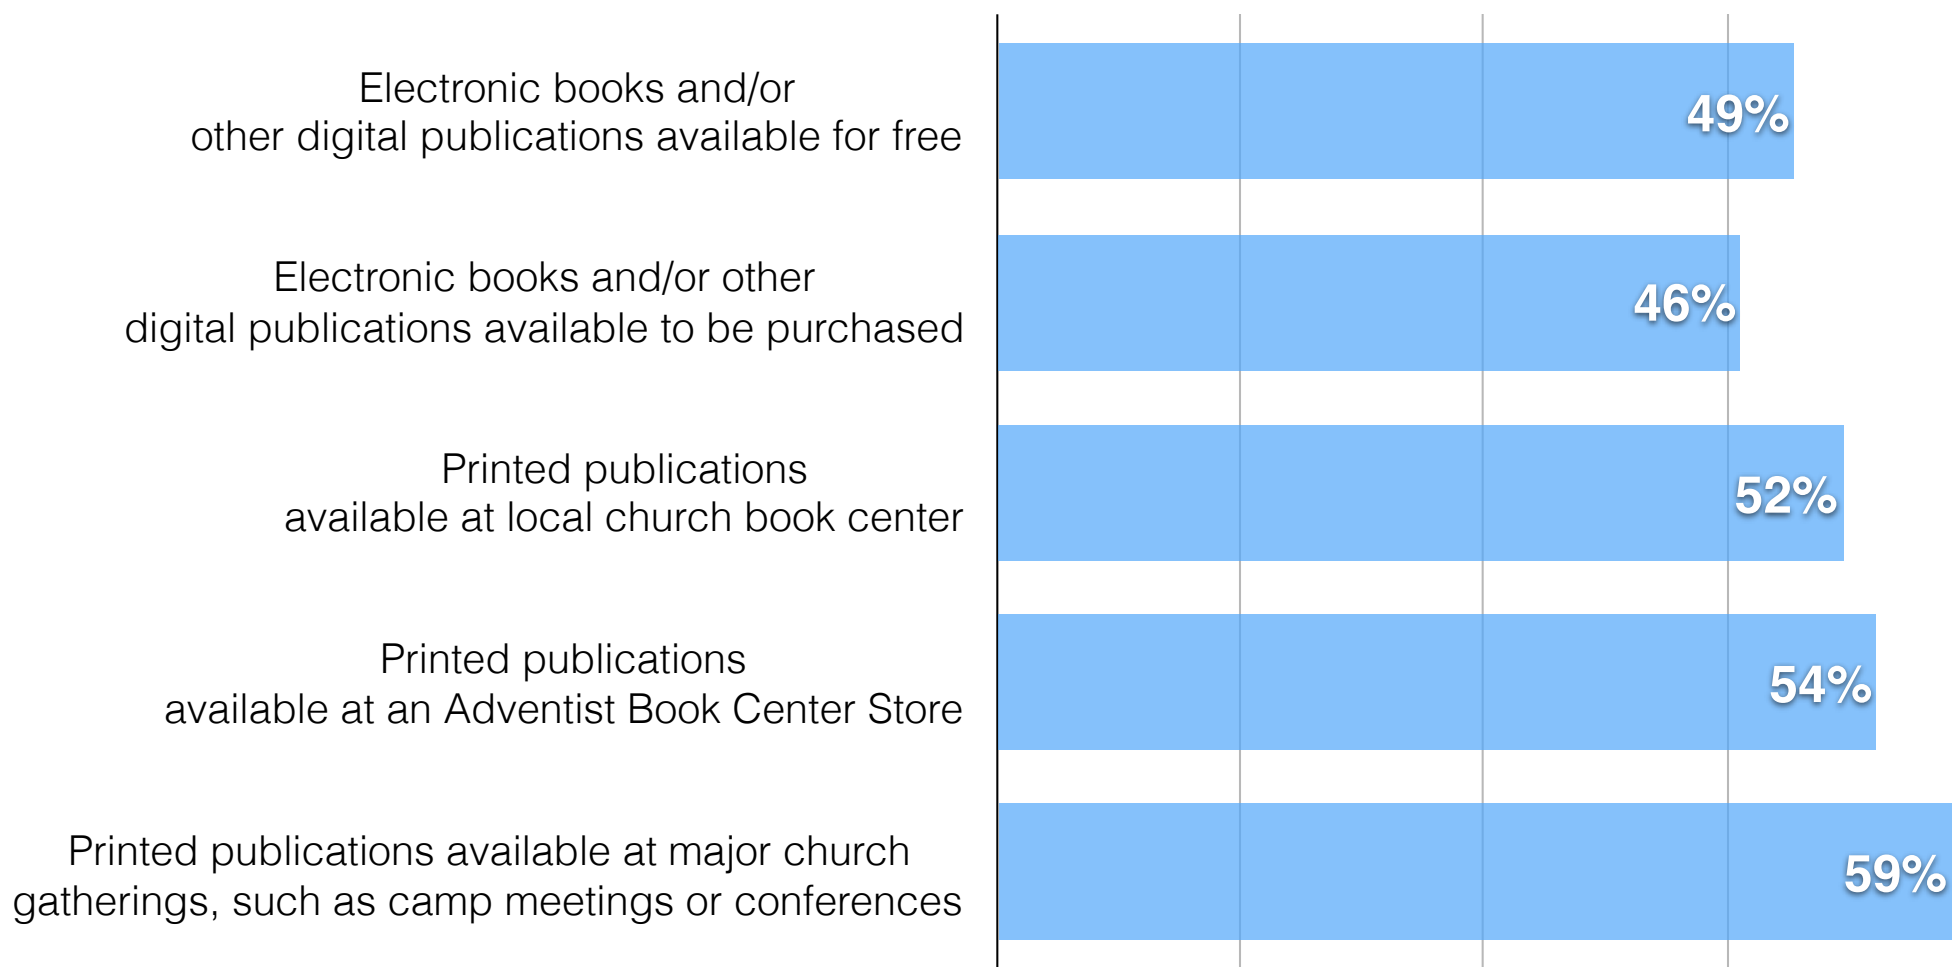 Electronic books and/or
other digital publications available for free
49%
Electronic books and/or other
digital publications available to be purchased
46%
Printed publications
available at local church book center
52%
Printed publications
available at an Adventist Book Center Store
54%
Printed publications available at major church
gatherings, such as camp meetings or conferences
59%